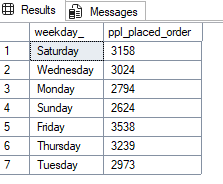 Results Messages
weekday_ ppl_placed_order
1 Saturday 3158
2 Wednesday 3024
3 Monday 2794
4 Sunday 2624
5 Friday 3538
6 Thursday 3239
7 Tuesday 2973